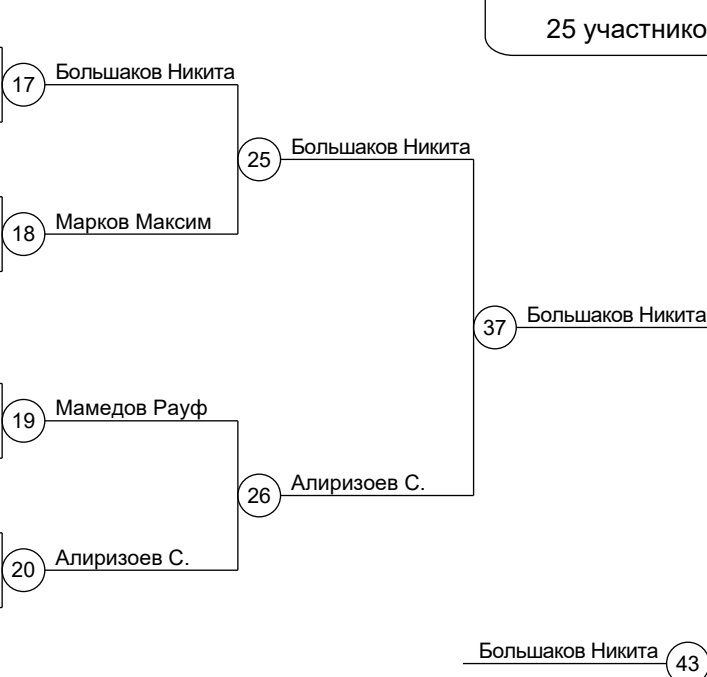 25 участнико
17 Большаков Никита
25 Большаков Никита
18 Марков Максим
37 Большаков Никита
19 Мамедов Рауф
26 Алиризоев С.
20 Алиризоев С.
Большаков Никита 43